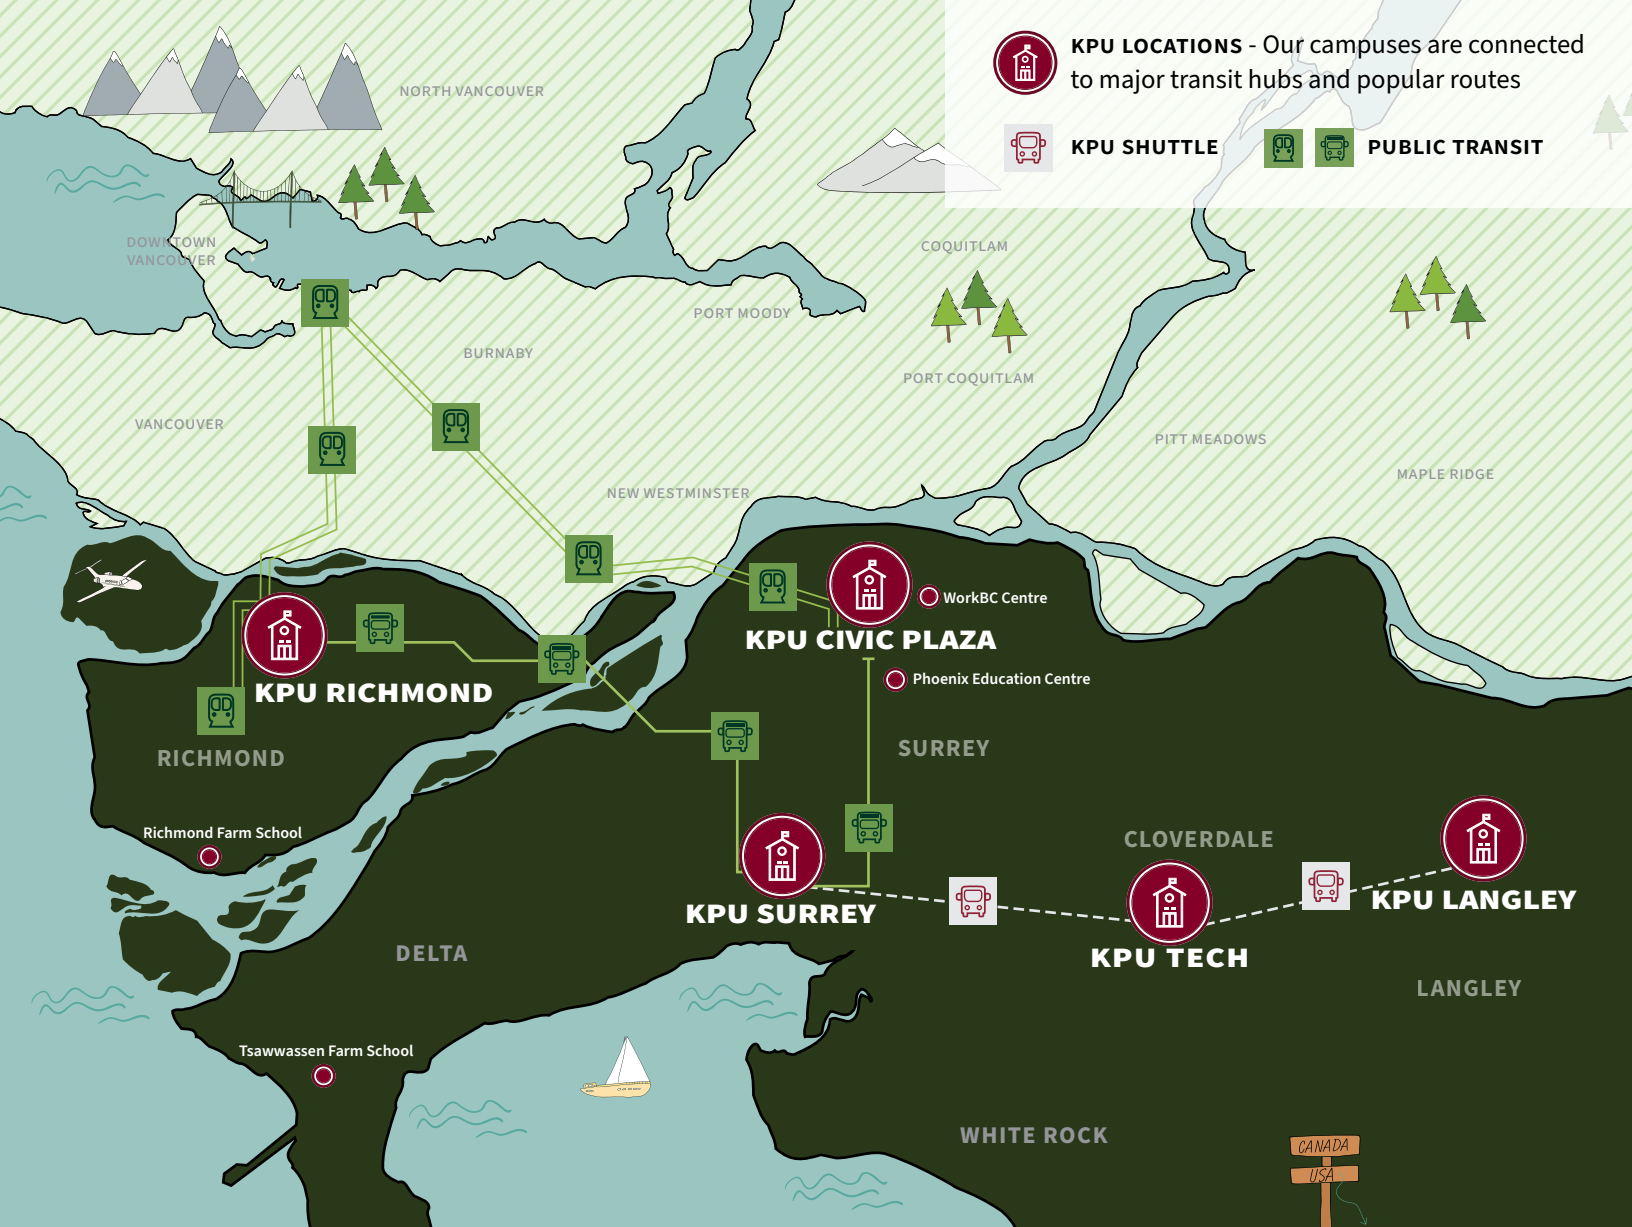 KPU LOCATIONS - Our campuses are connected
to major transit hubs and popular routes
KPU SHUTTLE
PUBLIC TRANSIT
NORTH VANCOUVER
DOWNTOWN
VANCOUVER
COQUITLAM
PORT MOODY
BURNABY
PORT COQUITLAM
VANCOUVER
PITT MEADOWS
MAPLE RIDGE
NEW WESTMINSTER
WorkBC Centre
KPU CIVIC PLAZA
Phoenix Education Centre
KPU RICHMOND
RICHMOND
SURREY
Richmond Farm School
CLOVERDALE
KPU LANGLEY
KPU SURREY
DELTA
KPU TECH
LANGLEY
Tsawwassen Farm School
WHITE ROCK
CANADA
USA